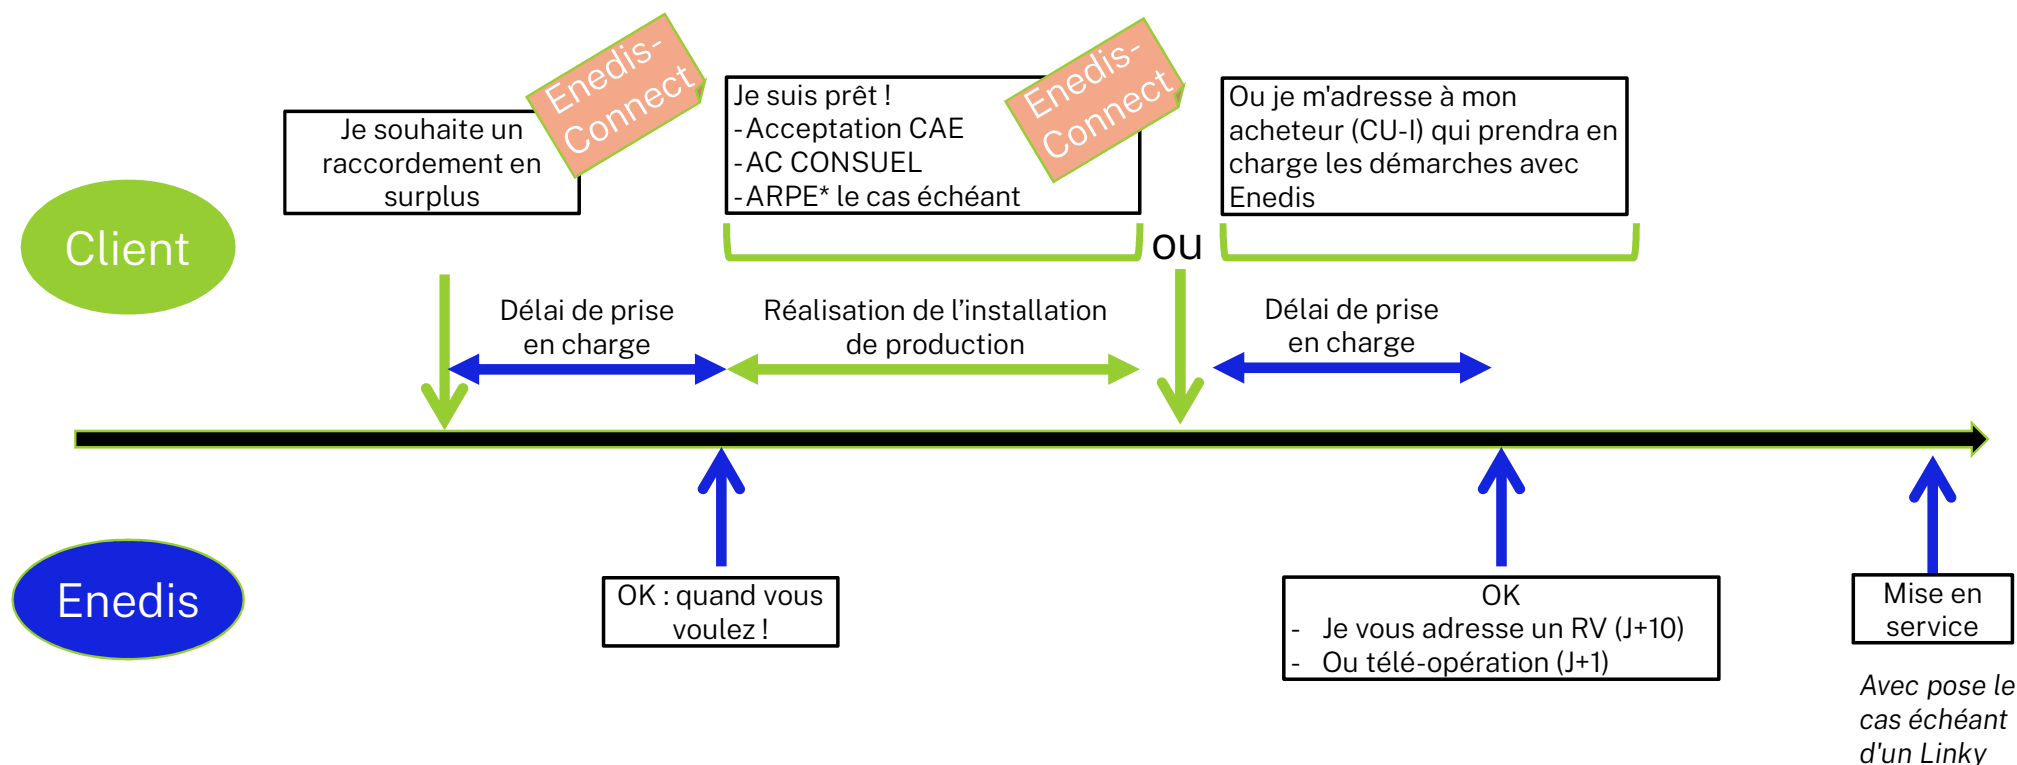 Enedis-
Connect
Je souhaite un
raccordement en
surplus
Je suis prêt !
-Acceptation CAE
-AC CONSUEL
-ARPE* le cas échéant
Enedis-
Connect
Ou je m'adresse à mon
acheteur (CU-I) qui prendra en
charge les démarches avec
Enedis
Client
ou
Délai de prise
en charge
Réalisation de l’installation
de production
Délai de prise
en charge
Enedis
OK : quand vous
voulez !
OK
- Je vous adresse un RV (J+10)
- Ou télé-opération (J+1)
Mise en
service
Avec pose le
cas échéant
d'un Linky